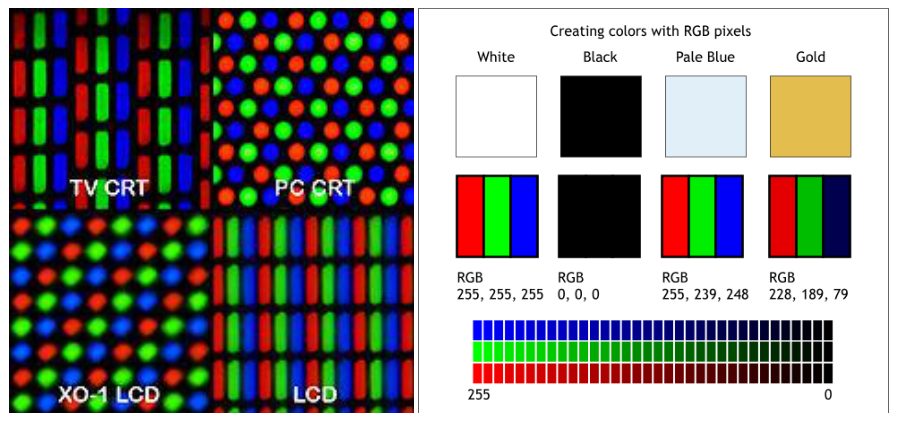 TV CRT
PC CRT
XO-1 LCD
LCD
Creating colors with RGB pixels
White
Black
Pale Blue
Gold
RGB
255, 255, 255
RGB
0, 0, 0
RGB
255, 239, 248
RGB
228, 189, 79
255
0